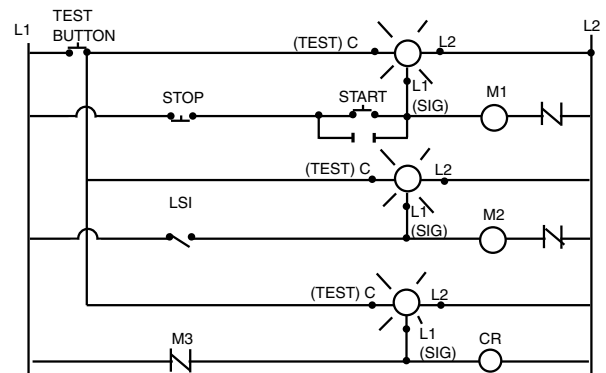 TEST
BUTTON
L1
L2
(TEST) C
L2
L1
(SIG)
STOP
START
M1
(TEST) C
L2
L1
(SIG)
LSI
M2
(TEST) C
L2
L1
(SIG)
M3
CR